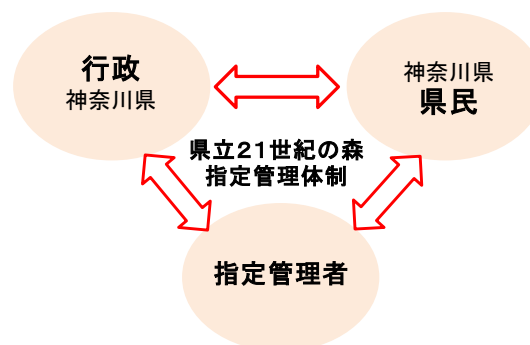 行政
神奈川県
神奈川県
県民
県立２１世紀の森
指定管理体制
指定管理者